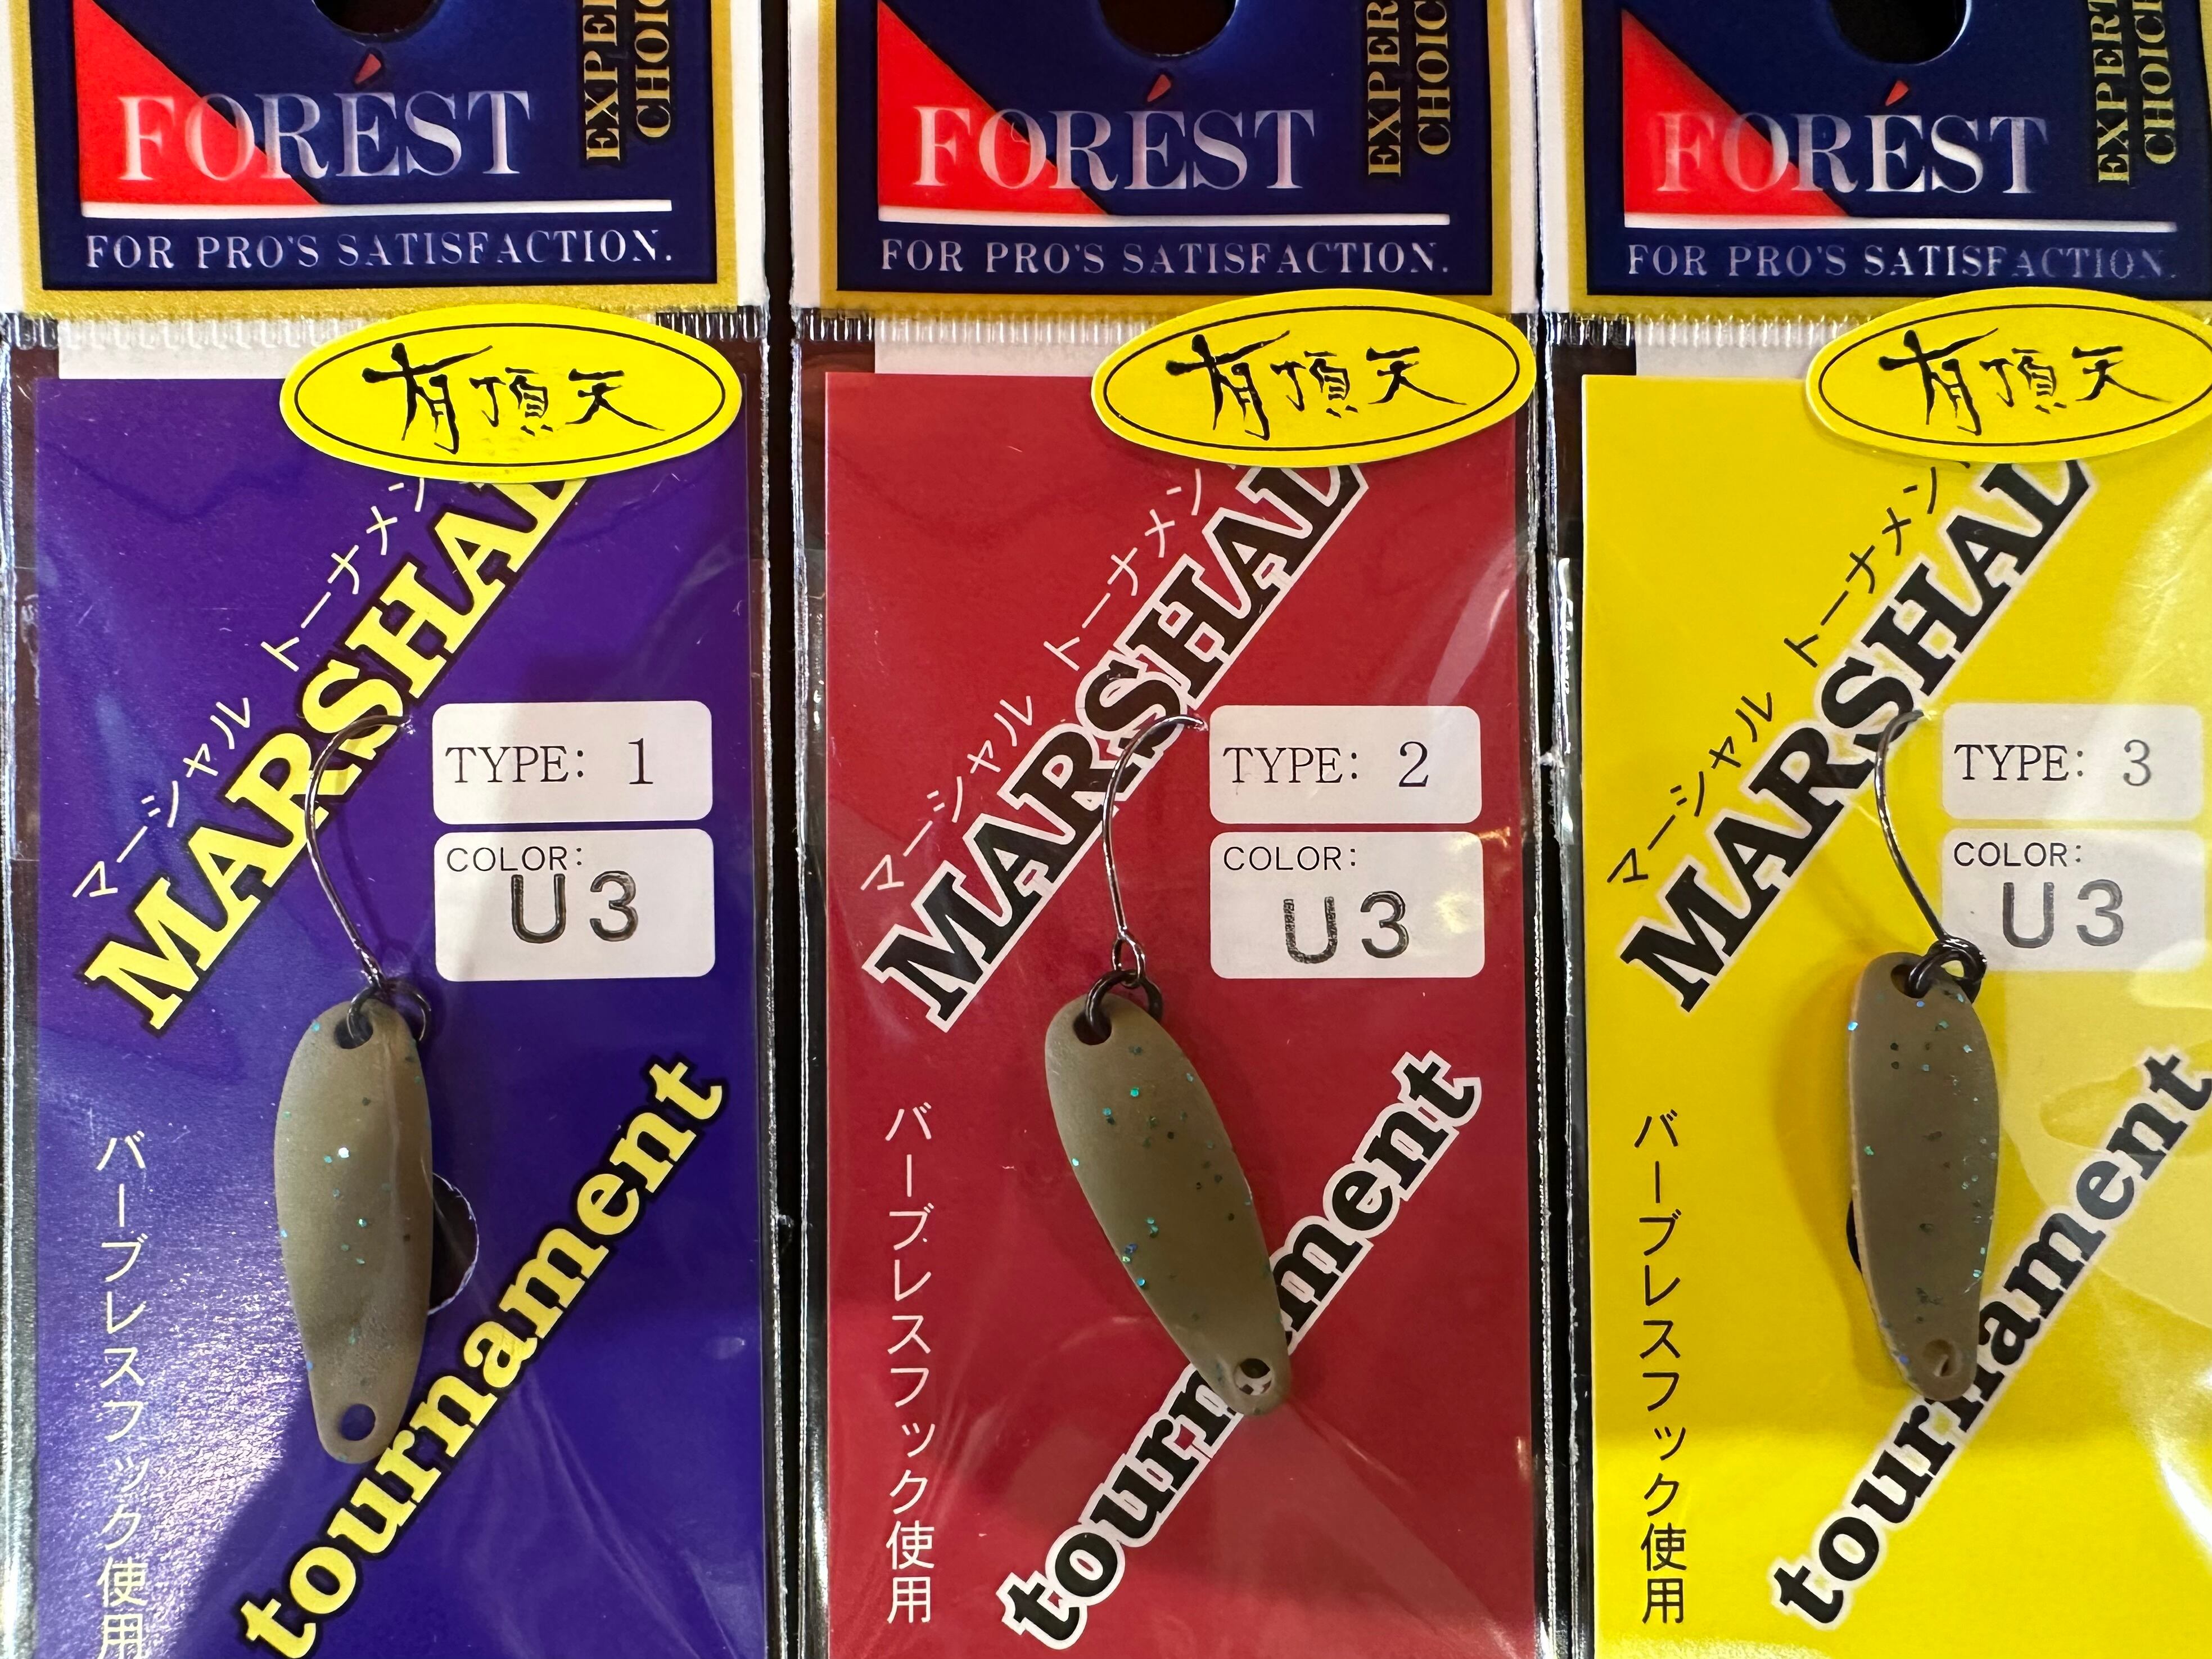 FORÉST
EXPER
CHOIC
FOR PRO'S SATISFACTION.
有頂天
マーシャル トーナメン
MARSHAL
TYPE: 1
COLOR:
U3
バーブレスフック使用
tournament
FORÉST
EXPER
CHOIC
FOR PRO'S SATISFACTION.
有頂天
マーシャル トーナメン
MARSHAL
TYPE: 2
COLOR:
U3
バーブレスフック使用
tournament
FORÉST
EXPERT
CHOICE
FOR PRO'S SATISFACTION.
有頂天
マーシャル トーナメン
MARSHAL
TYPE: 3
COLOR:
U3
バーブレスフック使用
tournament